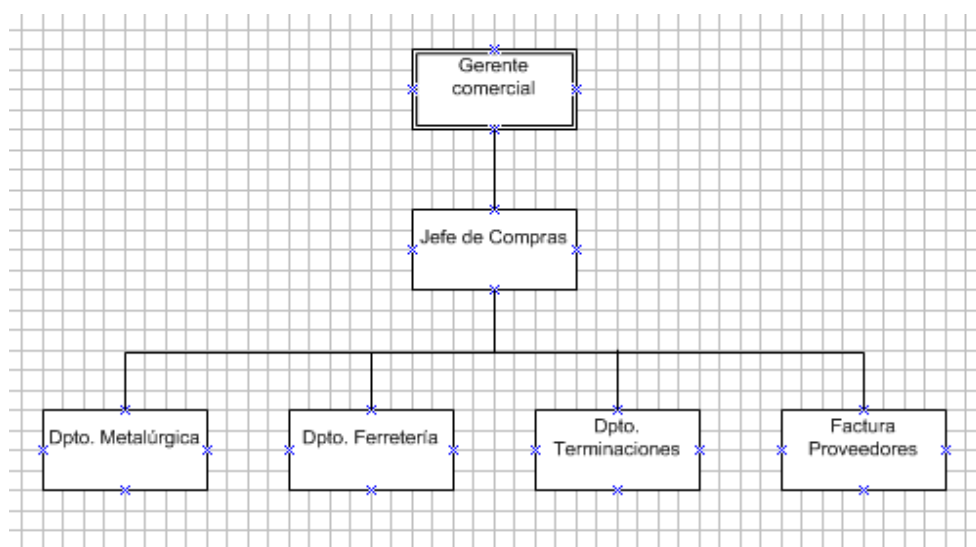 Gerente
comercial
Jefe de Compras
Dpto. Metalúrgica
Dpto. Ferretería
Dpto.
Terminaciones
Factura
Proveedores